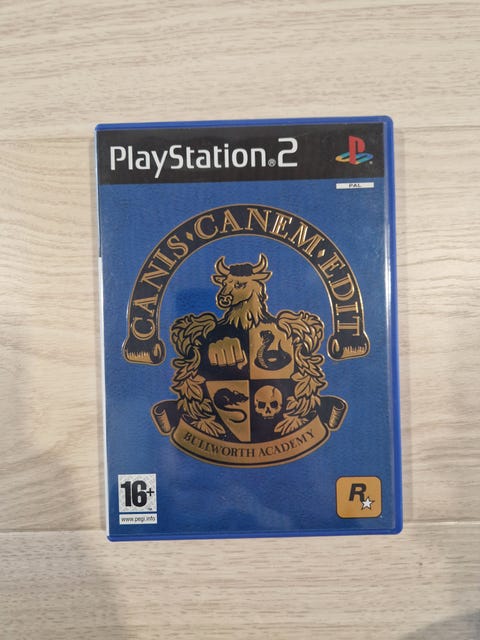 PlayStation®2
PAL
CANIS·CANEM·EDIT
BULLWORTH ACADEMY
16+
www.pegi.info
R